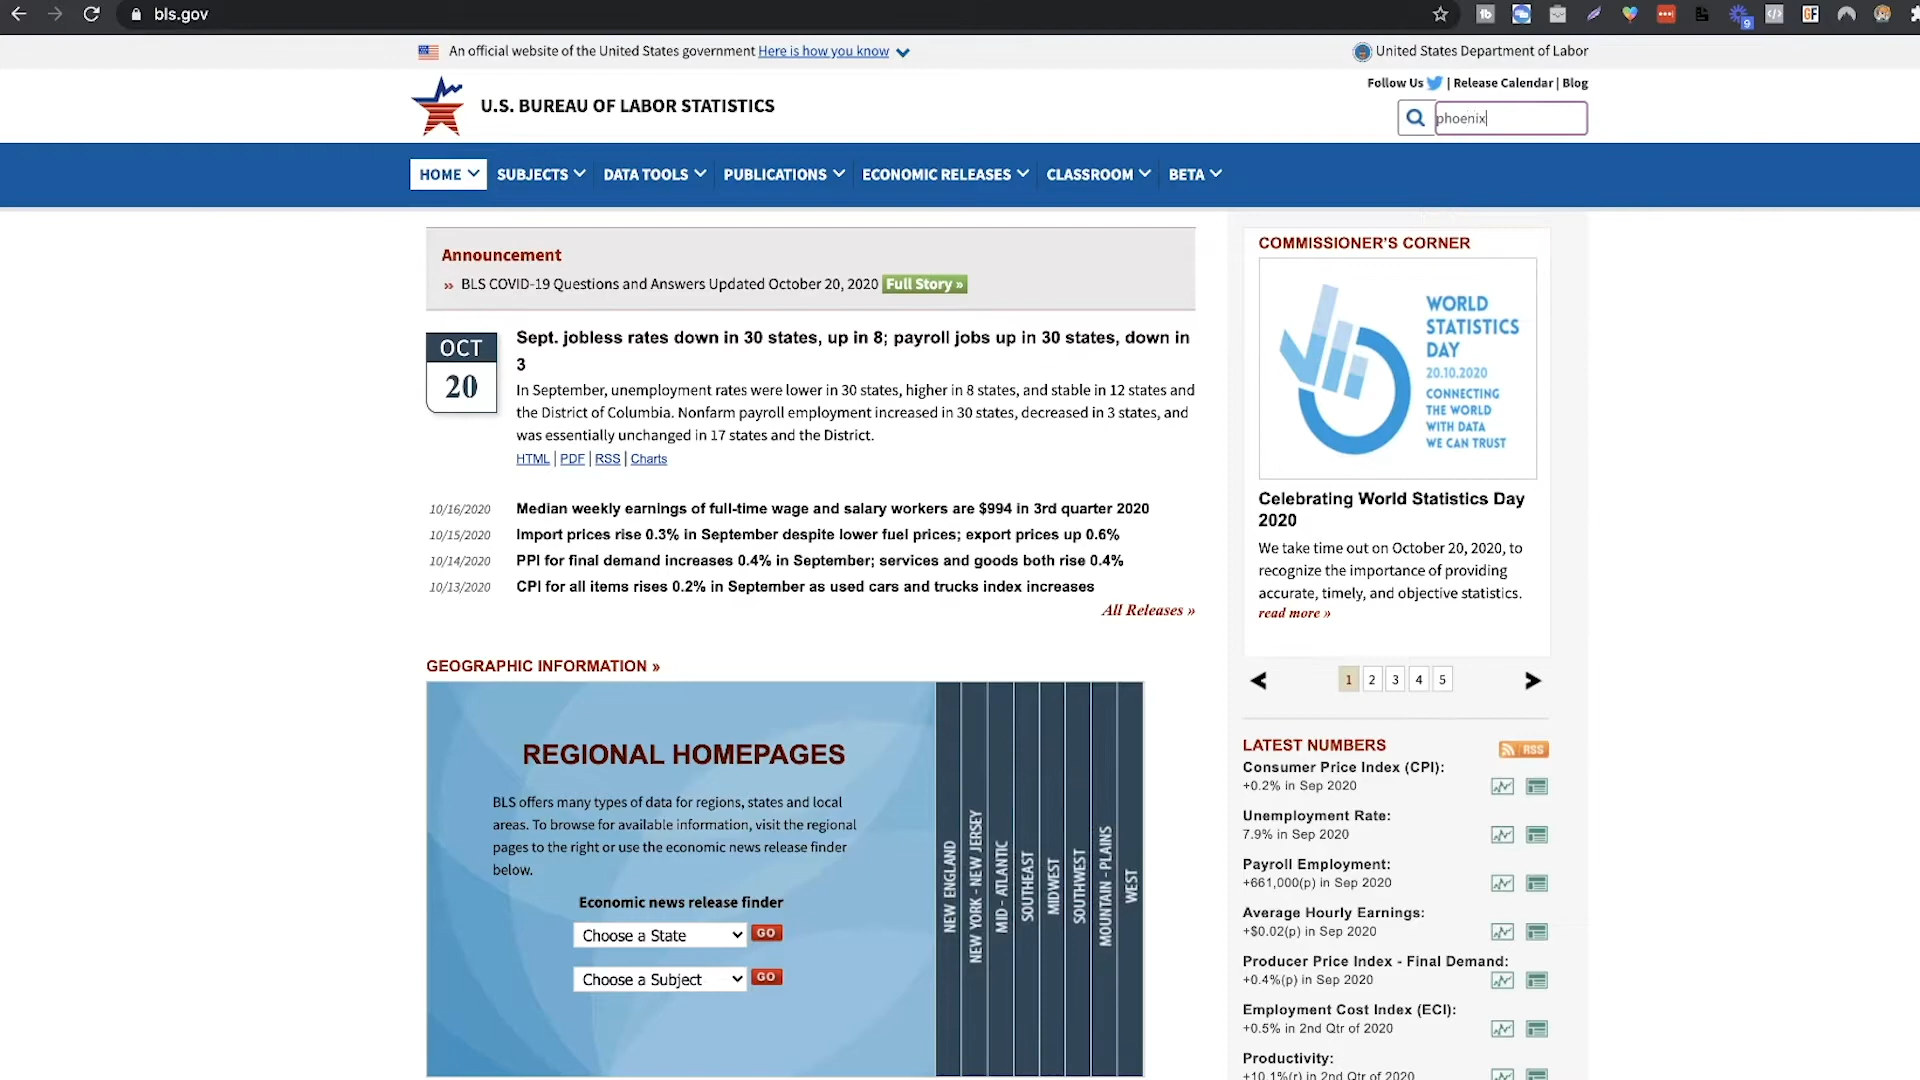 bls.gov
An official website of the United States government Here is how you know
United States Department of Labor
Follow Us | Release Calendar | Blog
U.S. BUREAU OF LABOR STATISTICS
phoenix
HOME SUBJECTS DATA TOOLS PUBLICATIONS ECONOMIC RELEASES CLASSROOM BETA
Announcement
» BLS COVID-19 Questions and Answers Updated October 20, 2020 Full Story »
OCT
20
Sept. jobless rates down in 30 states, up in 8; payroll jobs up in 30 states, down in
3
In September, unemployment rates were lower in 30 states, higher in 8 states, and stable in 12 states and
the District of Columbia. Nonfarm payroll employment increased in 30 states, decreased in 3 states, and
was essentially unchanged in 17 states and the District.
HTML | PDF | RSS | Charts
10/16/2020 Median weekly earnings of full-time wage and salary workers are $994 in 3rd quarter 2020
10/15/2020 Import prices rise 0.3% in September despite lower fuel prices; export prices up 0.6%
10/14/2020 PPI for final demand increases 0.4% in September; services and goods both rise 0.4%
10/13/2020 CPI for all items rises 0.2% in September as used cars and trucks index increases
All Releases »
GEOGRAPHIC INFORMATION »
REGIONAL HOMEPAGES
BLS offers many types of data for regions, states and local
areas. To browse for available information, visit the regional
pages to the right or use the economic news release finder
below.
Economic news release finder
Choose a State GO
Choose a Subject GO
NEW ENGLAND
NEW YORK - NEW JERSEY
MID - ATLANTIC
SOUTHEAST
MIDWEST
SOUTHWEST
MOUNTAIN - PLAINS
WEST
COMMISSIONER'S CORNER
WORLD
STATISTICS
DAY
20.10.2020
CONNECTING
THE WORLD
WITH DATA
WE CAN TRUST
Celebrating World Statistics Day
2020
We take time out on October 20, 2020, to
recognize the importance of providing
accurate, timely, and objective statistics.
read more »
1 2 3 4 5
LATEST NUMBERS
RSS
Consumer Price Index (CPI):
+0.2% in Sep 2020
Unemployment Rate:
7.9% in Sep 2020
Payroll Employment:
+661,000(p) in Sep 2020
Average Hourly Earnings:
+$0.02(p) in Sep 2020
Producer Price Index - Final Demand:
+0.4%(p) in Sep 2020
Employment Cost Index (ECI):
+0.5% in 2nd Qtr of 2020
Productivity:
+10.1%(r) in 2nd Qtr of 2020